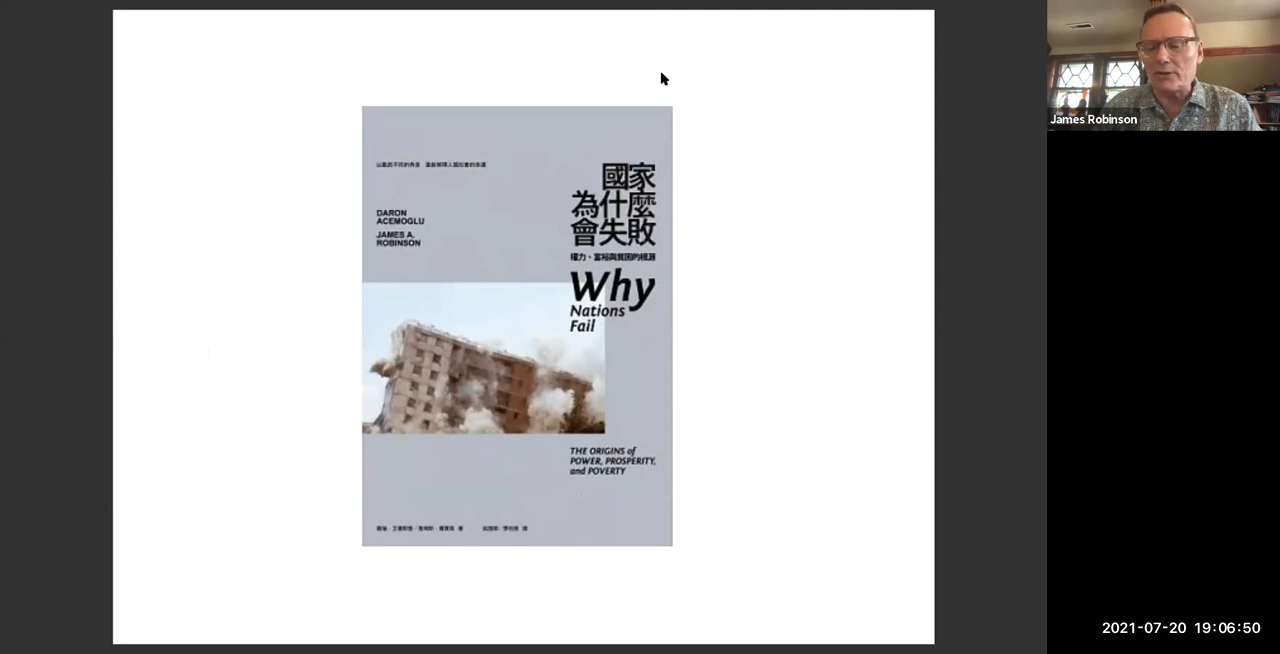 DARON
ACEMOGLU
JAMES A.
ROBINSON
國家
為什麼
會失敗
權力、富裕與貧困的根源
Why
Nations
Fail
THE ORIGINS of
POWER, PROSPERITY,
and POVERTY
James Robinson
2021-07-20 19:06:50